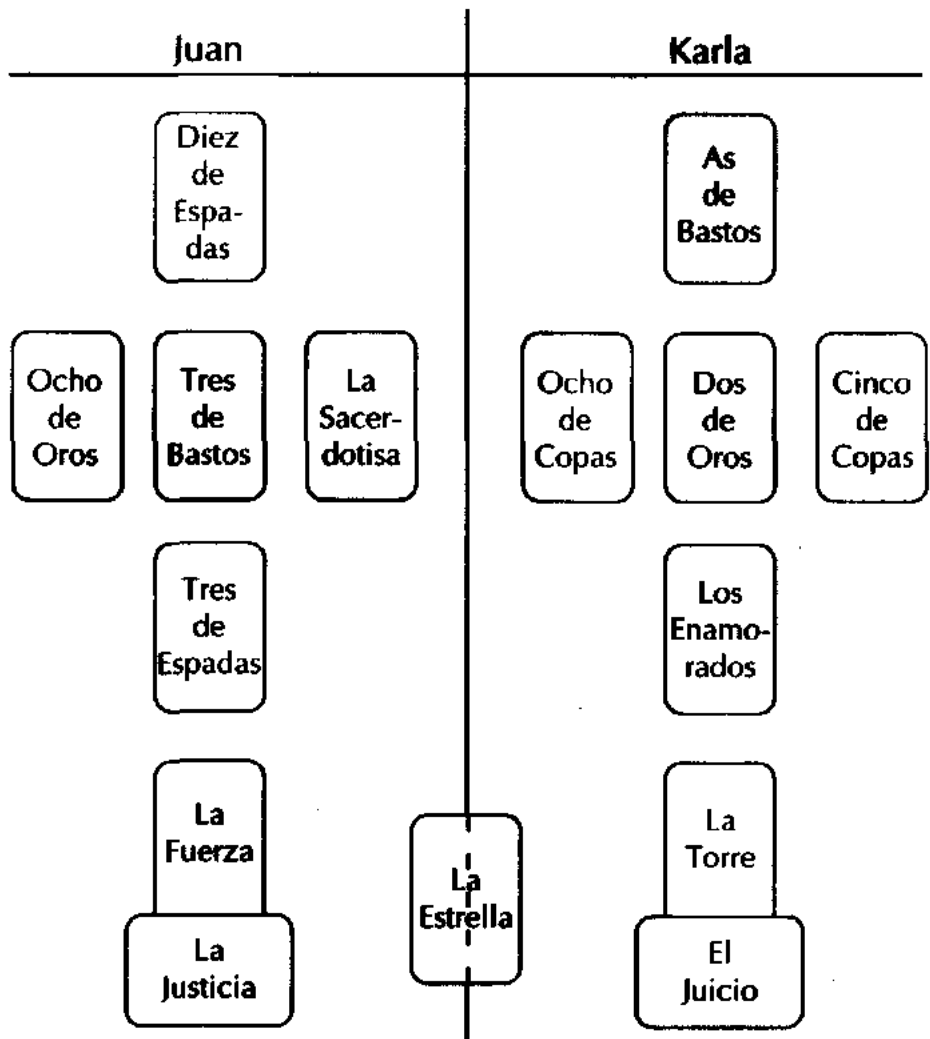 Juan
Karla
Diez
de
Espa-
das
As
de
Bastos
Ocho
de
Oros
Tres
de
Bastos
La
Sacer-
dotisa
Ocho
de
Copas
Dos
de
Oros
Cinco
de
Copas
Tres
de
Espadas
Los
Enamo-
rados
La
Fuerza
La
Justicia
La
Estrella
La
Torre
El
Juicio